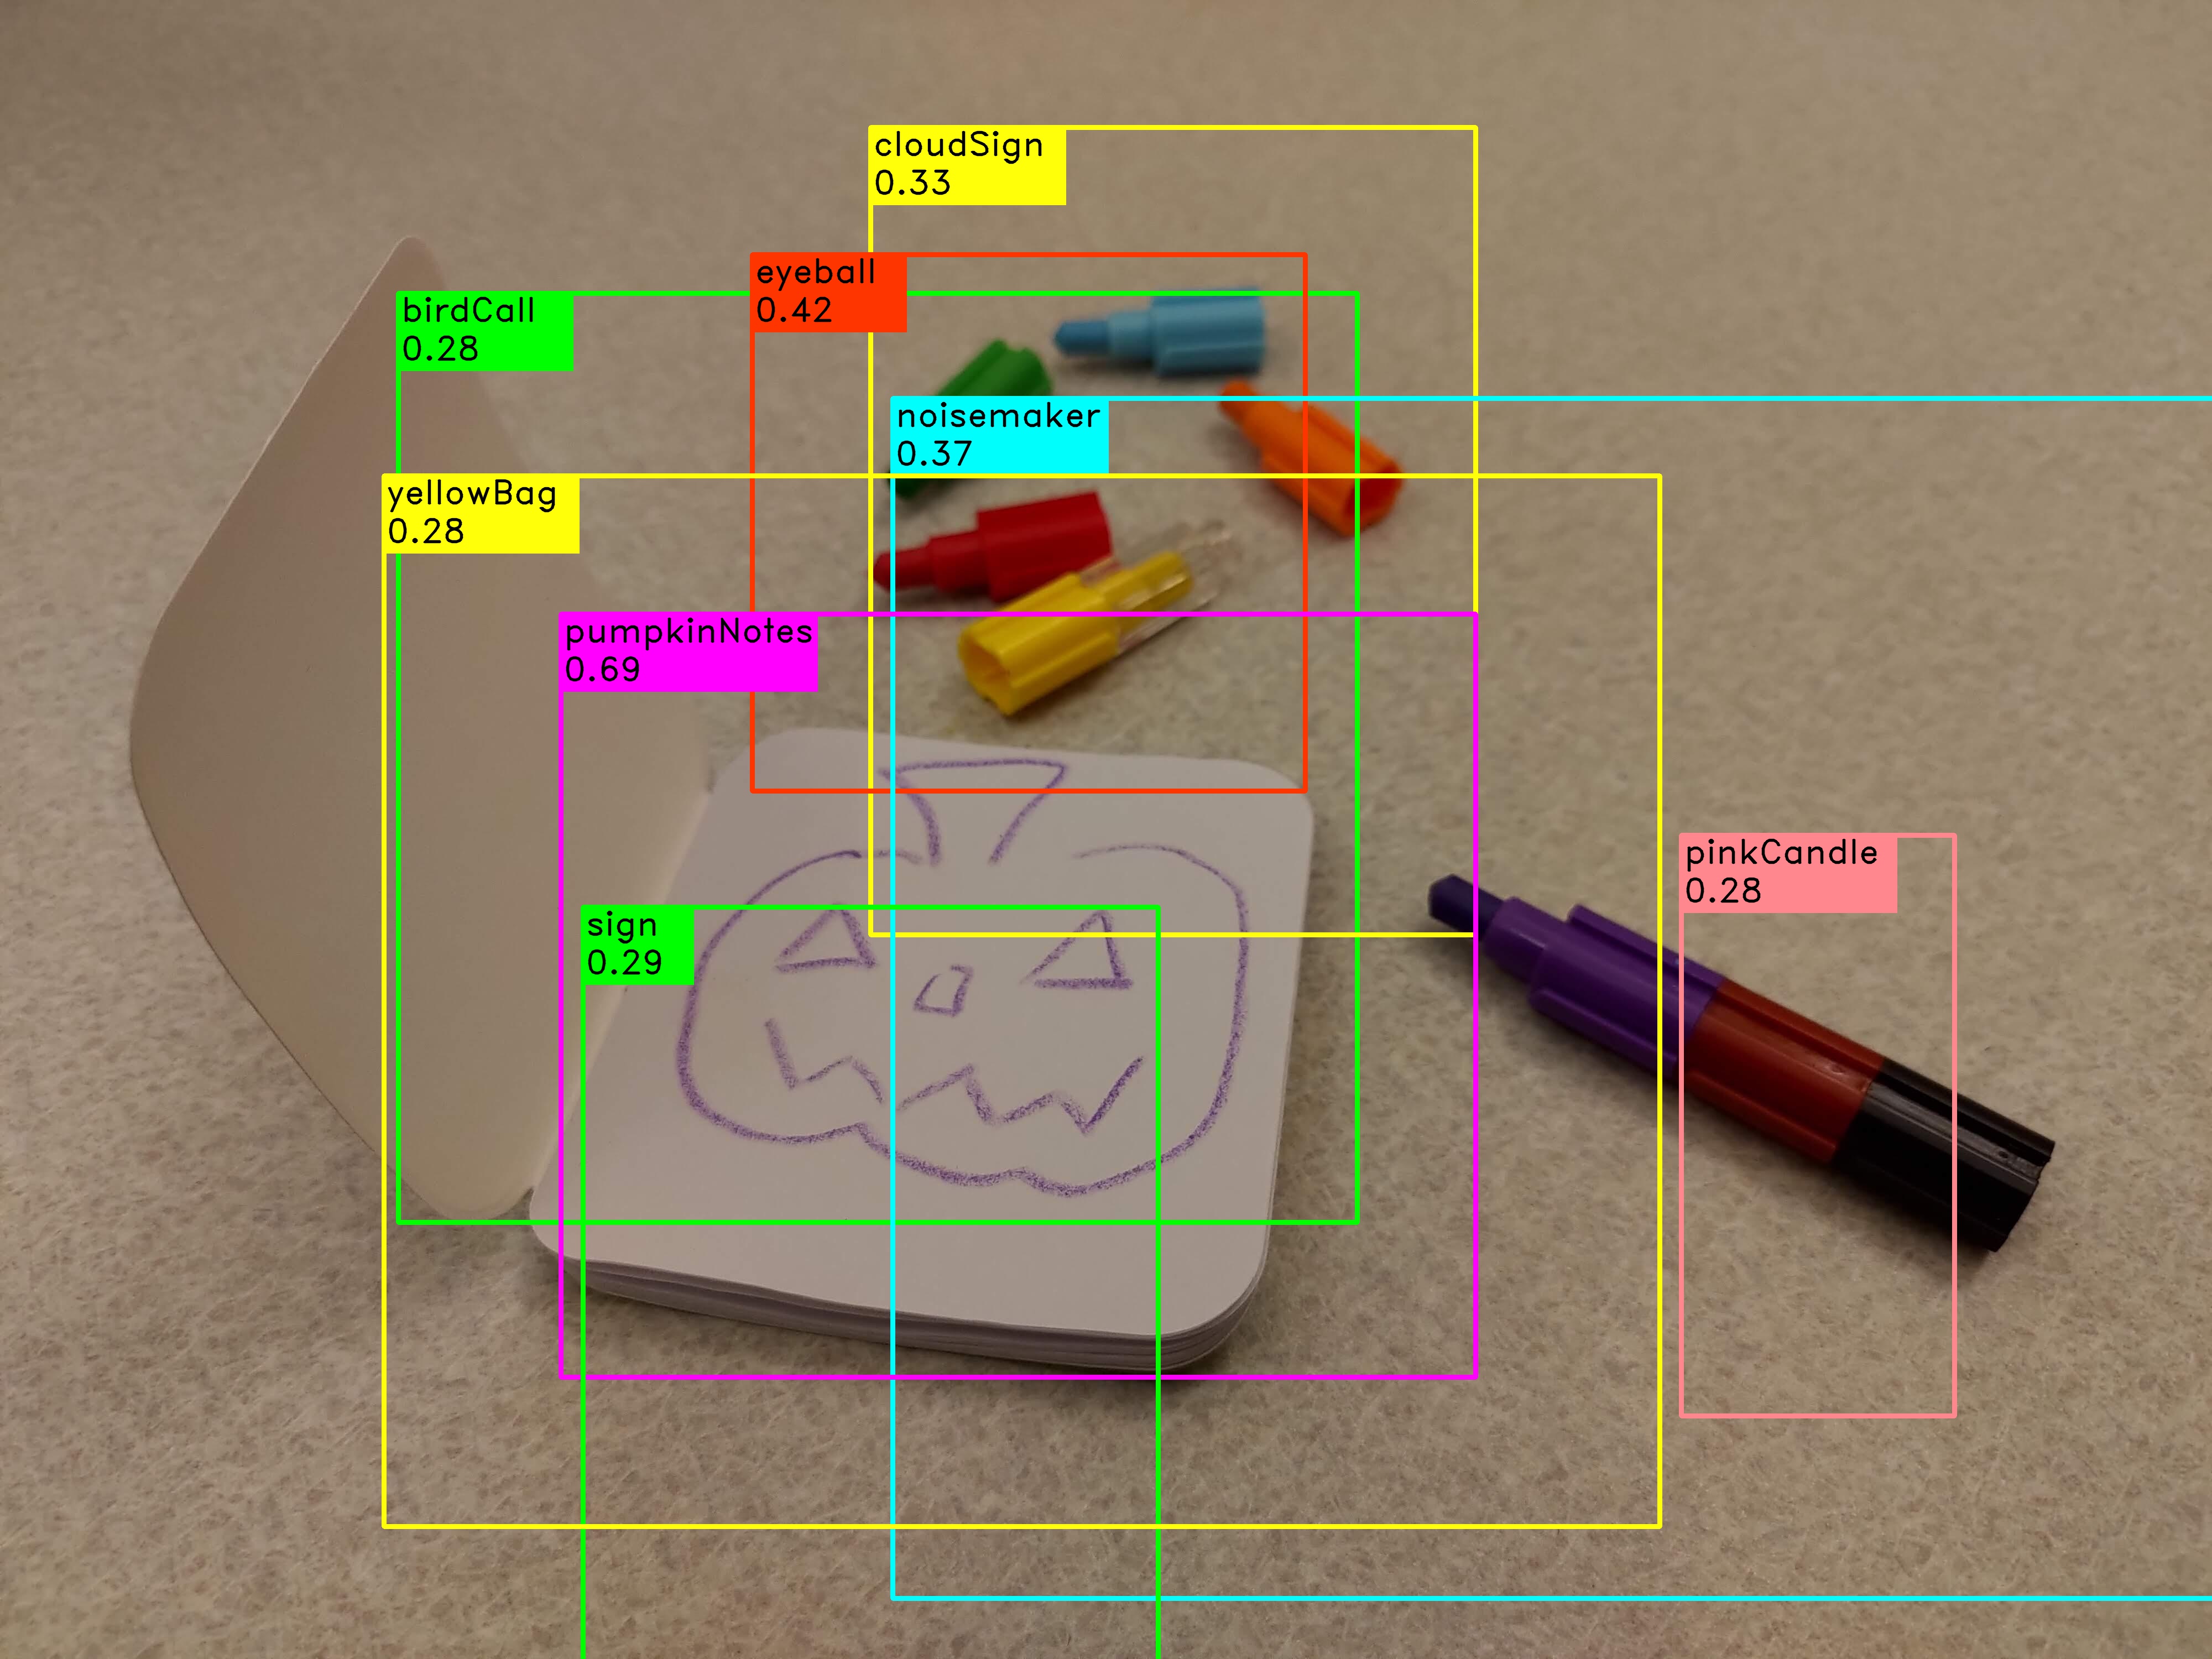 cloudSign
0.33
eyeball
0.42
birdCall
0.28
noisemaker
0.37
yellowBag
0.28
pumpkinNotes
0.69
pinkCandle
0.28
sign
0.29